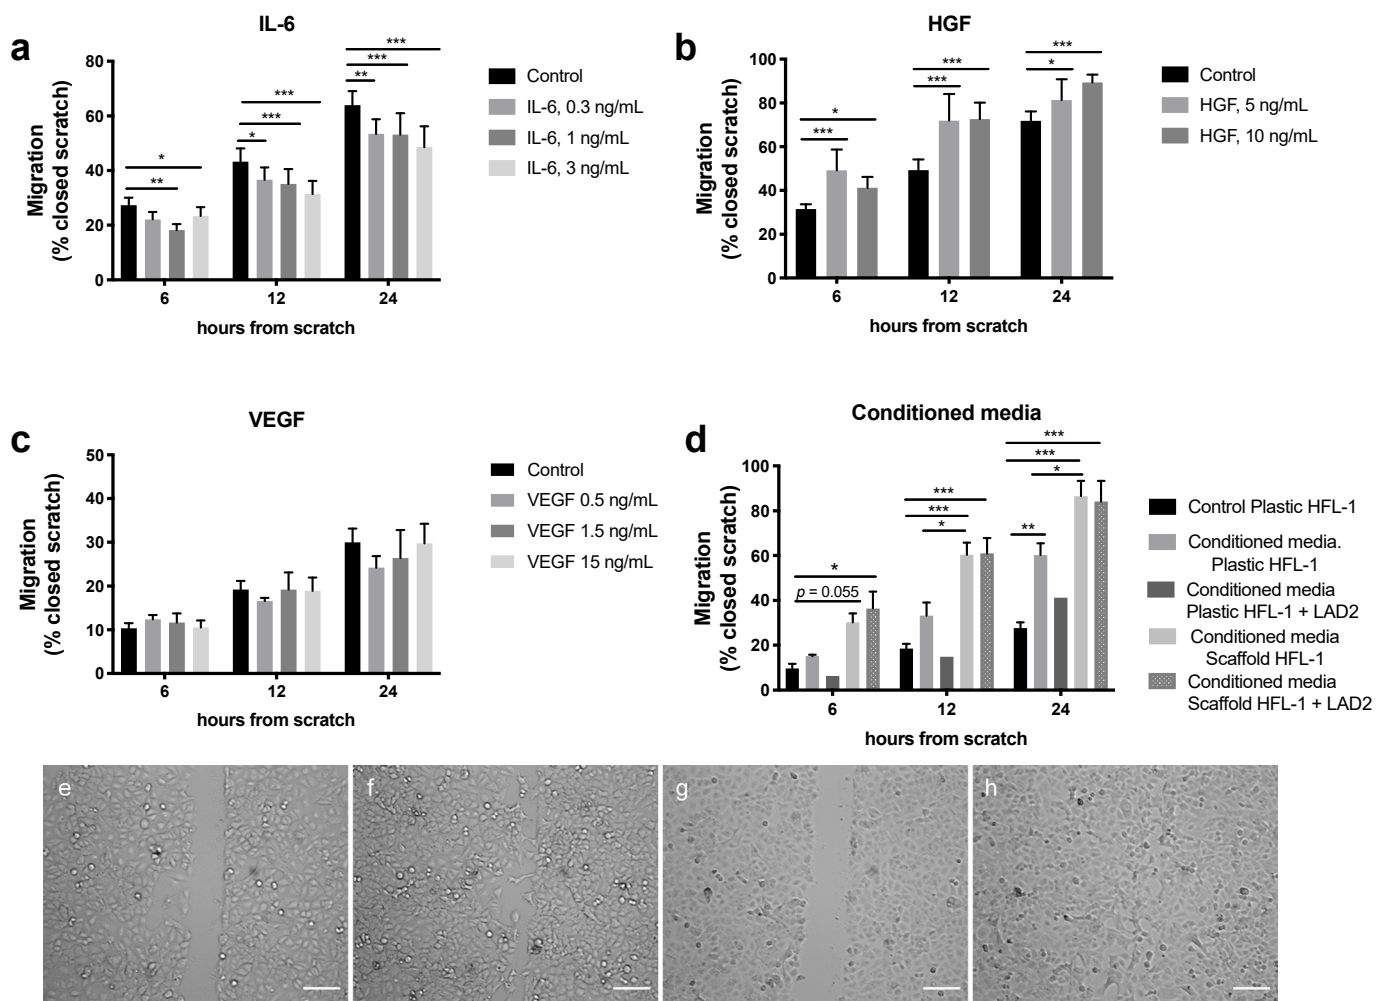 a
IL-6
80
60
40
20
0
Migration
(% closed scratch)
*
**
*
***
***
**
***
***
6
12
24
hours from scratch
Control
IL-6, 0.3 ng/mL
IL-6, 1 ng/mL
IL-6, 3 ng/mL
b
HGF
100
80
60
40
20
0
Migration
(% closed scratch)
*
***
***
***
***
*
6
12
24
hours from scratch
Control
HGF, 5 ng/mL
HGF, 10 ng/mL
c
VEGF
50
40
30
20
10
0
Migration
(% closed scratch)
6
12
24
hours from scratch
Control
VEGF 0.5 ng/mL
VEGF 1.5 ng/mL
VEGF 15 ng/mL
d
Conditioned media
100
80
60
40
20
0
Migration
(% closed scratch)
*
p = 0.055
***
***
*
***
***
*
**
6
12
24
hours from scratch
Control Plastic HFL-1
Conditioned media.
Plastic HFL-1
Conditioned media
Plastic HFL-1 + LAD2
Conditioned media
Scaffold HFL-1
Conditioned media
Scaffold HFL-1 + LAD2
e
f
g
h